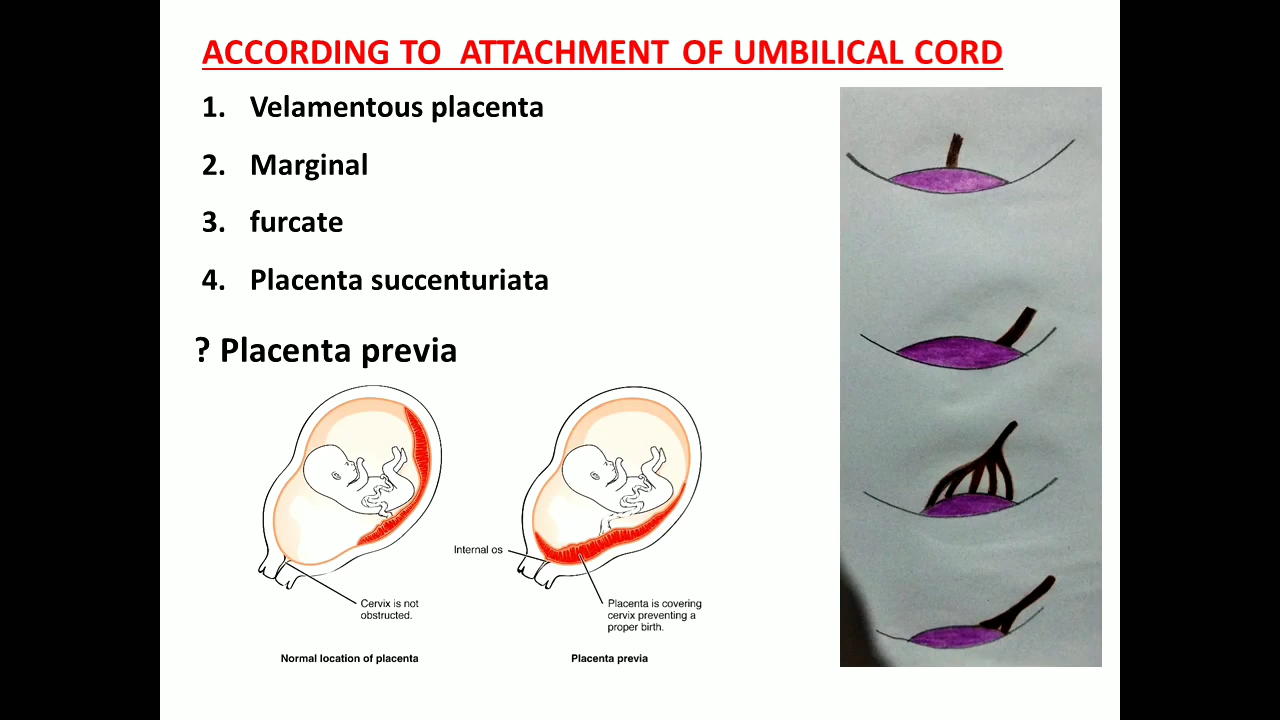 ACCORDING TO ATTACHMENT OF UMBILICAL CORD
1. Velamentous placenta
2. Marginal
3. furcate
4. Placenta succenturiata
? Placenta previa
Internal os
Cervix is not
obstructed.
Placenta is covering
cervix preventing a
proper birth.
Normal location of placenta
Placenta previa